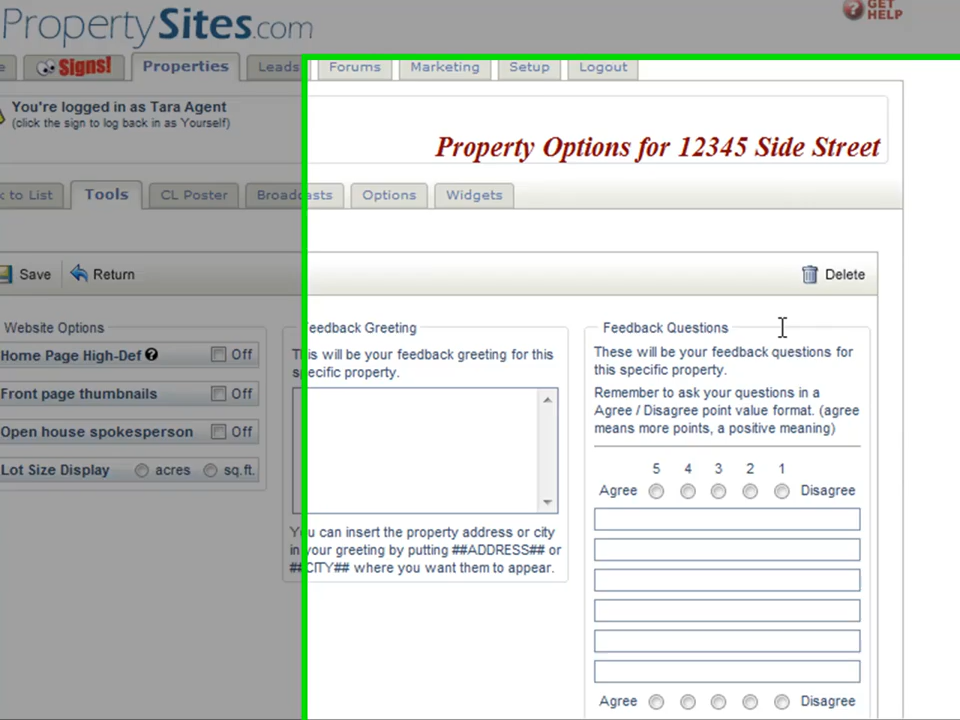 PropertySites.com
GET
HELP
Signs!
Properties
Leads
Forums
Marketing
Setup
Logout
You're logged in as Tara Agent
(click the sign to log back in as Yourself)
Property Options for 12345 Side Street
to List
Tools
CL Poster
Broadcasts
Options
Widgets
Save
Return
Delete
Website Options
Home Page High-Def ?
Off
Front page thumbnails
Off
Open house spokesperson
Off
Lot Size Display
acres
sq.ft.
Feedback Greeting
This will be your feedback greeting for this
specific property.
You can insert the property address or city
in your greeting by putting ##ADDRESS## or
##CITY## where you want them to appear.
Feedback Questions
These will be your feedback questions for
this specific property.
Remember to ask your questions in a
Agree / Disagree point value format. (agree
means more points, a positive meaning)
5 4 3 2 1
Agree
Disagree
Agree
Disagree